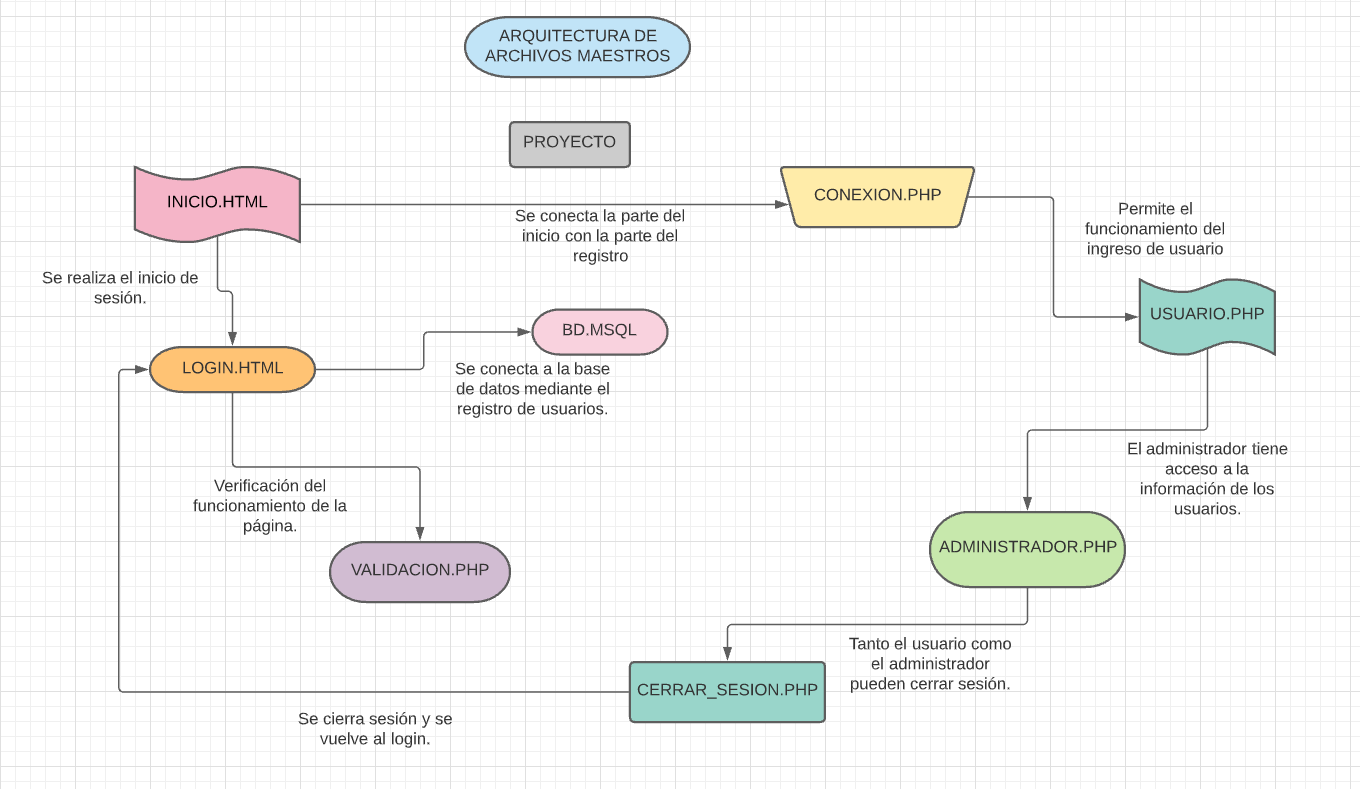 ARQUITECTURA DE
ARCHIVOS MAESTROS
PROYECTO
INICIO.HTML
CONEXION.PHP
Se conecta la parte del
inicio con la parte del
registro
Permite el
funcionamiento del
ingreso de usuario
Se realiza el inicio de
sesión.
USUARIO.PHP
BD.MSQL
LOGIN.HTML
Se conecta a la base
de datos mediante el
registro de usuarios.
El administrador tiene
acceso a la
información de los
usuarios.
Verificación del
funcionamiento de la
página.
ADMINISTRADOR.PHP
VALIDACION.PHP
Tanto el usuario como
el administrador
pueden cerrar sesión.
CERRAR_SESION.PHP
Se cierra sesión y se
vuelve al login.